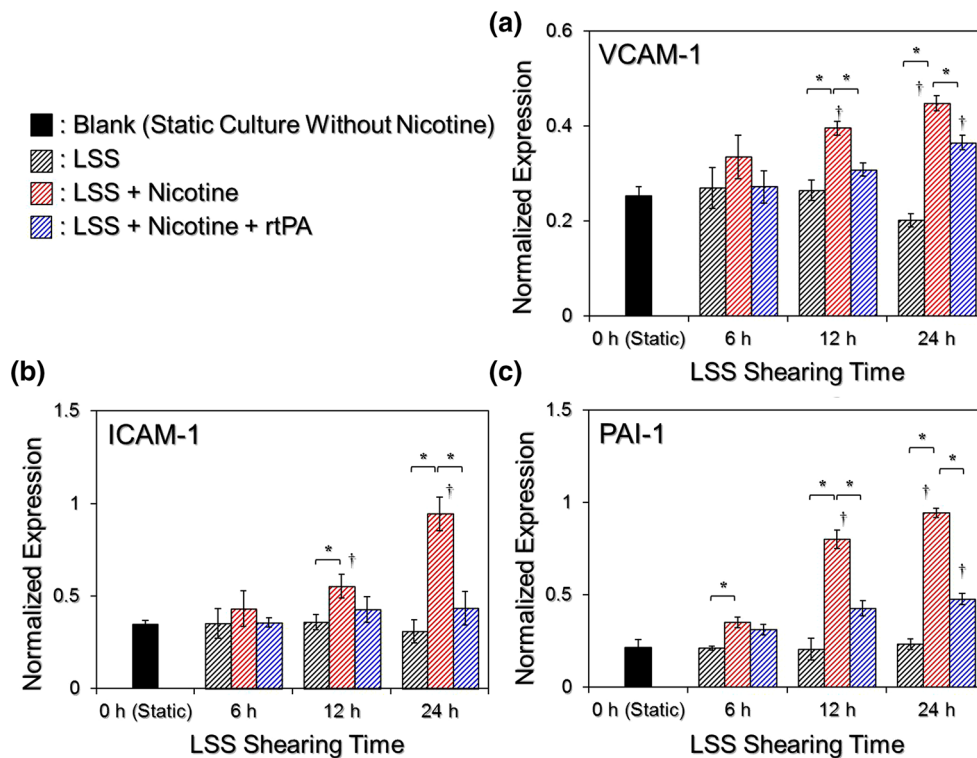 (a)
VCAM-1
0.6
0.4
0.2
0
Normalized Expression
* * * *
† † †
0 h (Static) 6 h 12 h 24 h
LSS Shearing Time
: Blank (Static Culture Without Nicotine)
: LSS
: LSS + Nicotine
: LSS + Nicotine + rtPA
(b)
ICAM-1
1.5
1
0.5
0
Normalized Expression
* * *
† †
0 h (Static) 6 h 12 h 24 h
LSS Shearing Time
(c)
PAI-1
1.5
1
0.5
0
Normalized Expression
* * * * *
† † †
0 h (Static) 6 h 12 h 24 h
LSS Shearing Time